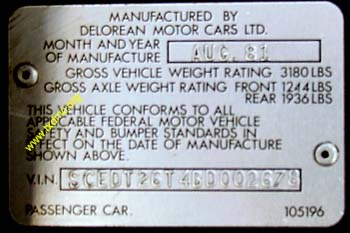 MANUFACTURED BY
DELOREAN MOTOR CARS LTD.
MONTH AND YEAR
OF MANUFACTURE AUG. 81
GROSS VEHICLE WEIGHT RATING 3180 LBS
GROSS AXLE WEIGHT RATING FRONT 1244 LBS
REAR 1936 LBS
THIS VEHICLE CONFORMS TO ALL
APPLICABLE FEDERAL MOTOR VEHICLE
SAFETY AND BUMPER STANDARDS IN
EFFECT ON THE DATE OF MANUFACTURE
SHOWN ABOVE.
V.I.N.
PASSENGER CAR. 105196